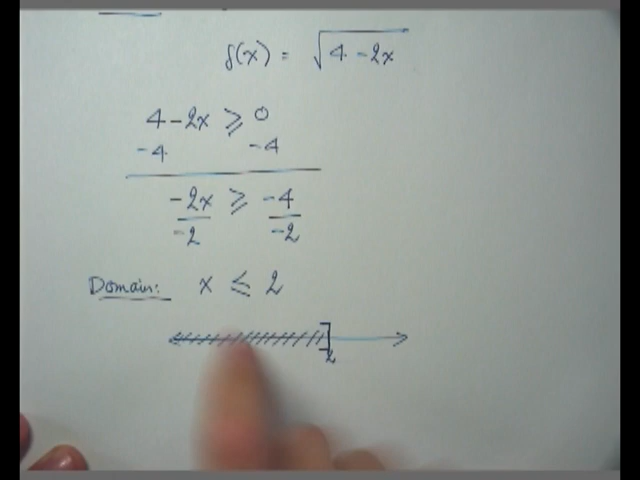 f(x) = √(4 - 2x)
4 - 2x ≥ 0
-4 -4
-2x ≥ -4
-2 -2
Domain: x ≤ 2
]
2